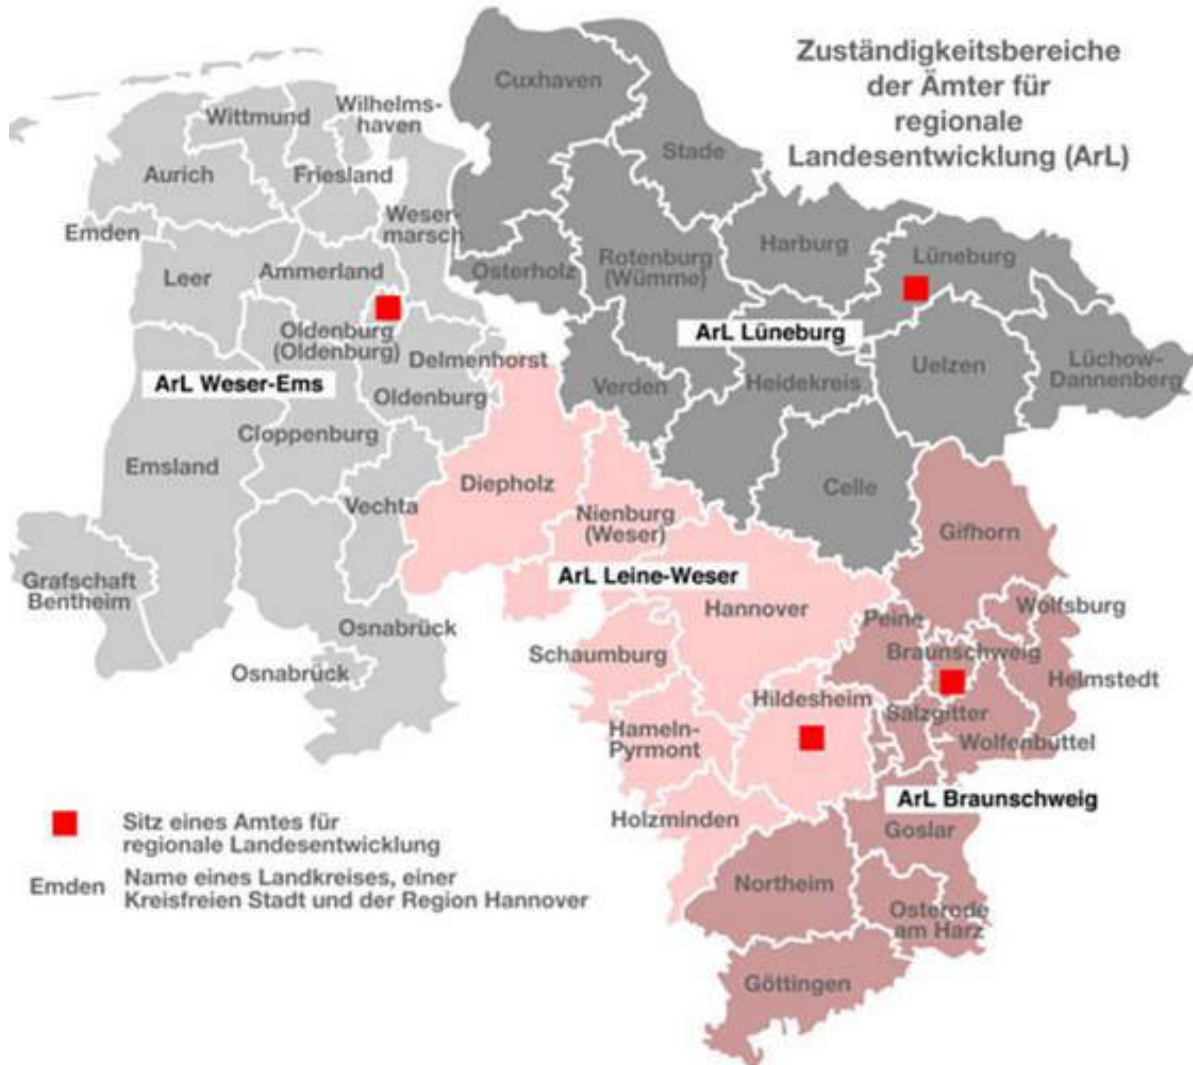 Zuständigkeitsbereiche
der Ämter für
regionale
Landesentwicklung (ArL)
Cuxhaven
Wittmund
Wilhelms-
haven
Stade
Aurich
Friesland
Emden
Weser-
marsch
Harburg
Lüneburg
Leer
Ammerland
Osterholz
Rotenburg
(Wümme)
Oldenburg
(Oldenburg)
ArL Lüneburg
Delmenhorst
Uelzen
Lüchow-
Dannenberg
ArL Weser-Ems
Verden
Heidekreis
Oldenburg
Cloppenburg
Emsland
Diepholz
Celle
Vechta
Nienburg
(Weser)
Gifhorn
Grafschaft
Bentheim
ArL Leine-Weser
Hannover
Peine
Wolfsburg
Osnabrück
Schaumburg
Braunschweig
Osnabrück
Helmstedt
Hildesheim
Salzgitter
Hameln-
Pyrmont
Wolfenbüttel
ArL Braunschweig
Holzminden
Goslar
Sitz eines Amtes für
regionale Landesentwicklung
Emden
Name eines Landkreises, einer
Kreisfreien Stadt und der Region Hannover
Northeim
Osterode
am Harz
Göttingen